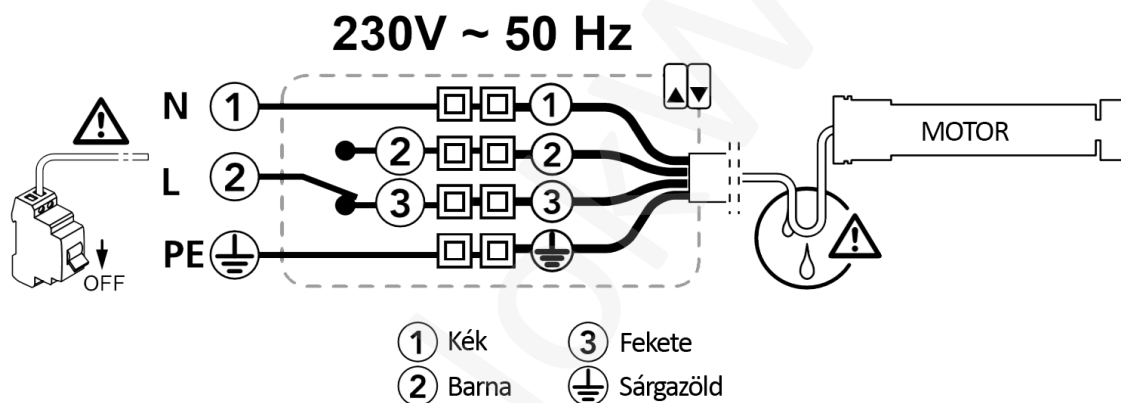 230V ~ 50 Hz
N 1 1
2 2
L 2
3 3
PE
OFF
MOTOR
1 Kék 3 Fekete
2 Barna Sárgazöld